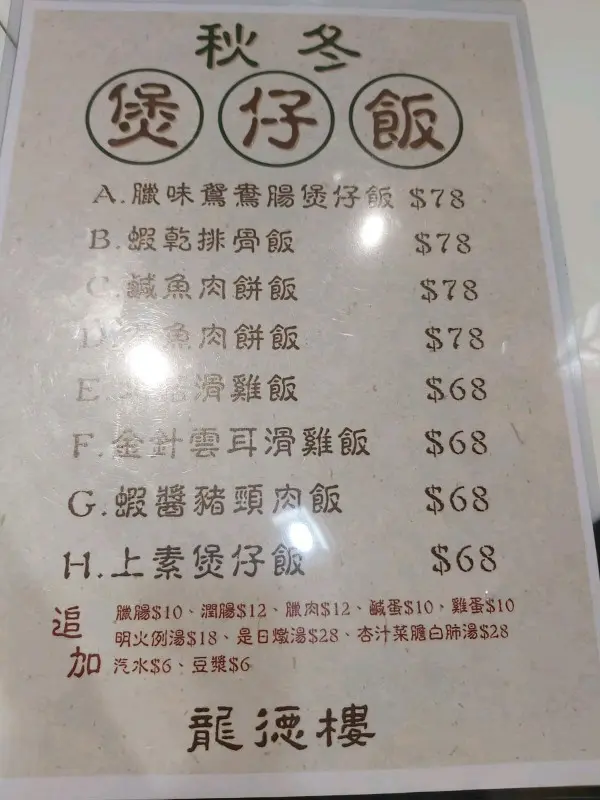 秋冬
煲仔飯
A.臘味鴛鴦腸煲仔飯 $78
B.蝦乾排骨飯 $78
C.鹹魚肉餅飯 $78
D. 魚肉餅飯 $78
E. 滑雞飯 $68
F.金針雲耳滑雞飯 $68
G.蝦醬豬頸肉飯 $68
H.上素煲仔飯 $68
追加
臘腸$10、潤腸$12、臘肉$12、鹹蛋$10、雞蛋$10
明火例湯$18、是日燉湯$28、杏汁菜膽白肺湯$28
汽水$6、豆漿$6
龍德樓